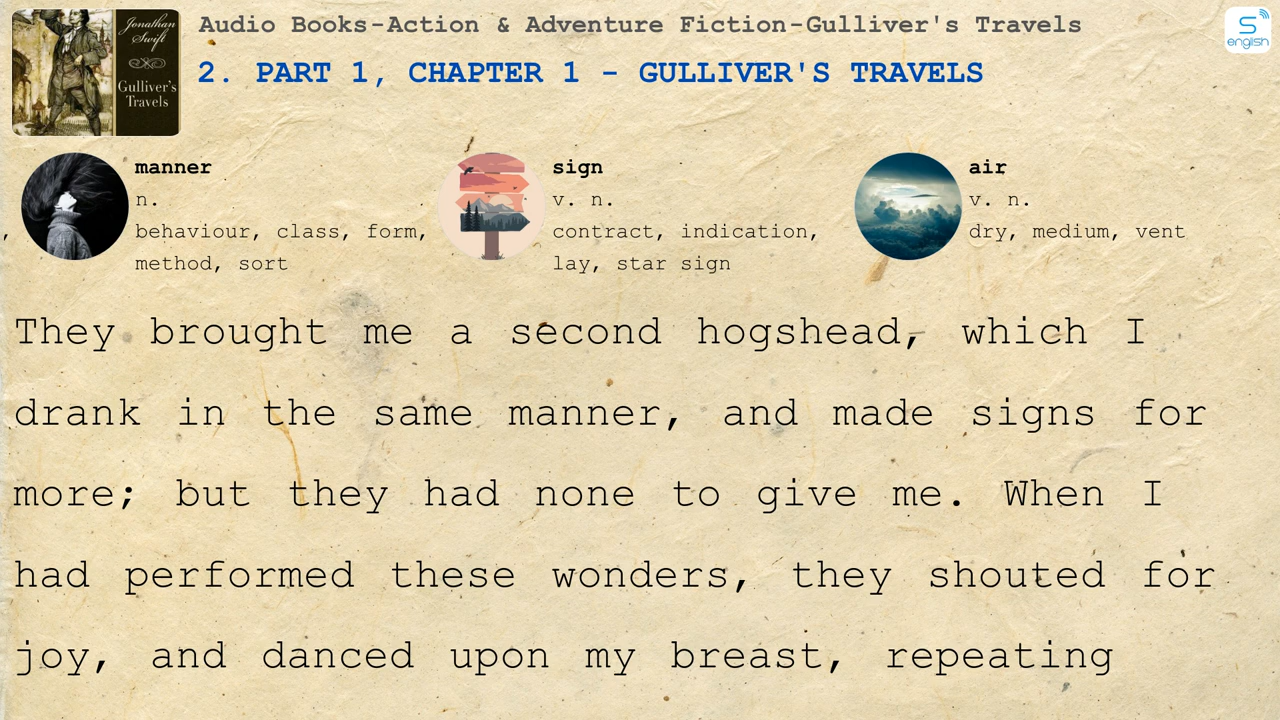 Jonathan
Swift
Gulliver's
Travels
Audio Books-Action & Adventure Fiction-Gulliver's Travels
2. PART 1, CHAPTER 1 - GULLIVER'S TRAVELS
S
english
,
manner
n.
behaviour, class, form,
method, sort
sign
v. n.
contract, indication,
lay, star sign
air
v. n.
dry, medium, vent
They brought me a second hogshead, which I
drank in the same manner, and made signs for
more; but they had none to give me. When I
had performed these wonders, they shouted for
joy, and danced upon my breast, repeating